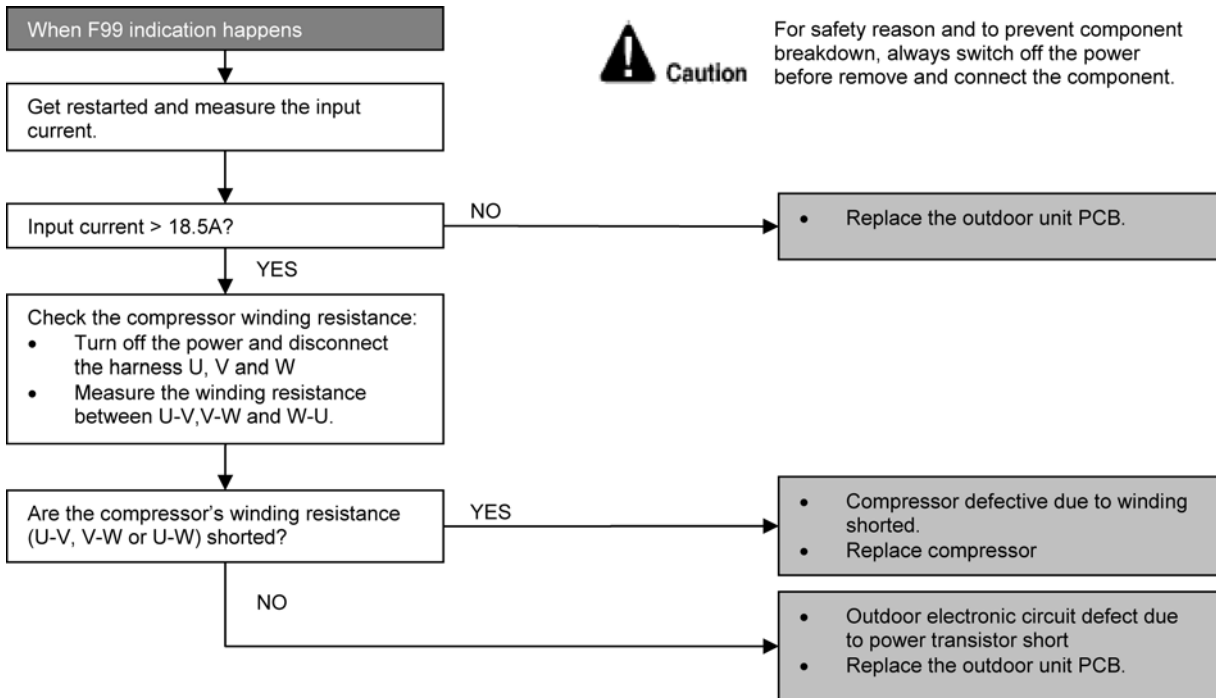 When F99 indication happens
Caution
For safety reason and to prevent component
breakdown, always switch off the power
before remove and connect the component.
Get restarted and measure the input
current.
Input current > 18.5A?
NO
• Replace the outdoor unit PCB.
YES
Check the compressor winding resistance:
• Turn off the power and disconnect
the harness U, V and W
• Measure the winding resistance
between U-V,V-W and W-U.
Are the compressor's winding resistance
(U-V, V-W or U-W) shorted?
YES
• Compressor defective due to winding
shorted.
• Replace compressor
NO
• Outdoor electronic circuit defect due
to power transistor short
• Replace the outdoor unit PCB.